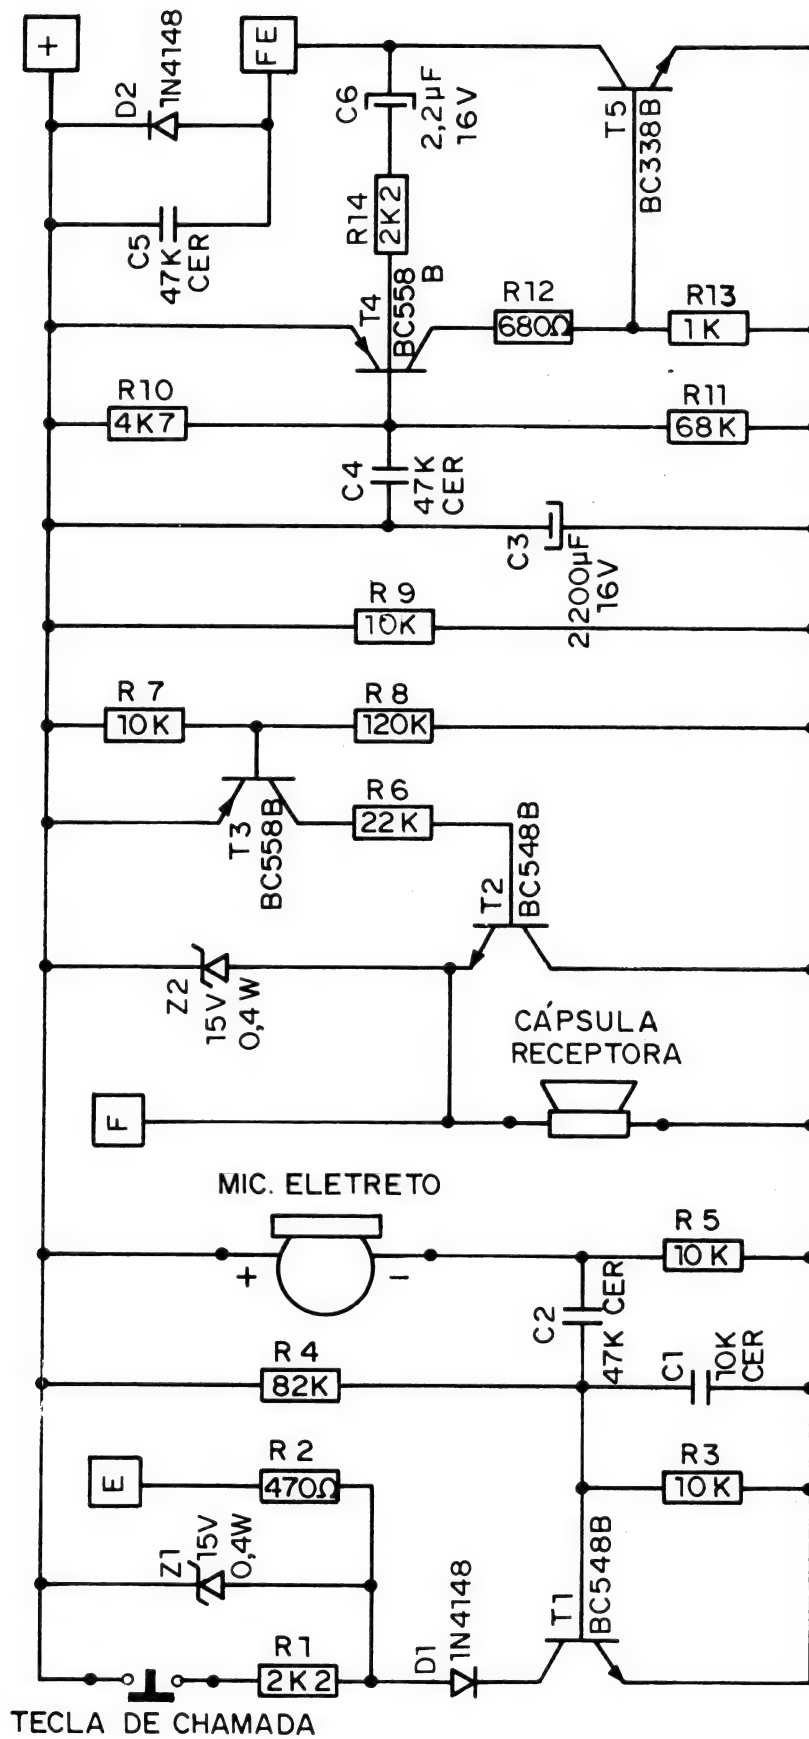 +
D2
1N4148
FE
C6
2,2µF
16V
T5
BC338B
C5
47K
CER
R14
2K2
T4
BC558
B
R12
680Ω
R13
1K
R10
4K7
R11
68K
C4
47K
CER
C3
2200µF
16V
R9
10K
R7
10K
R8
120K
T3
BC558B
R6
22K
T2
BC548B
Z2
15V
0,4W
CÁPSULA
RECEPTORA
F
MIC. ELETRETO
+
-
R5
10K
C2
47K CER
R4
82K
C1
10K
CER
E
R2
470Ω
R3
10K
Z1
15V
0,4W
R1
2K2
D1
1N4148
T1
BC548B
TECLA DE CHAMADA